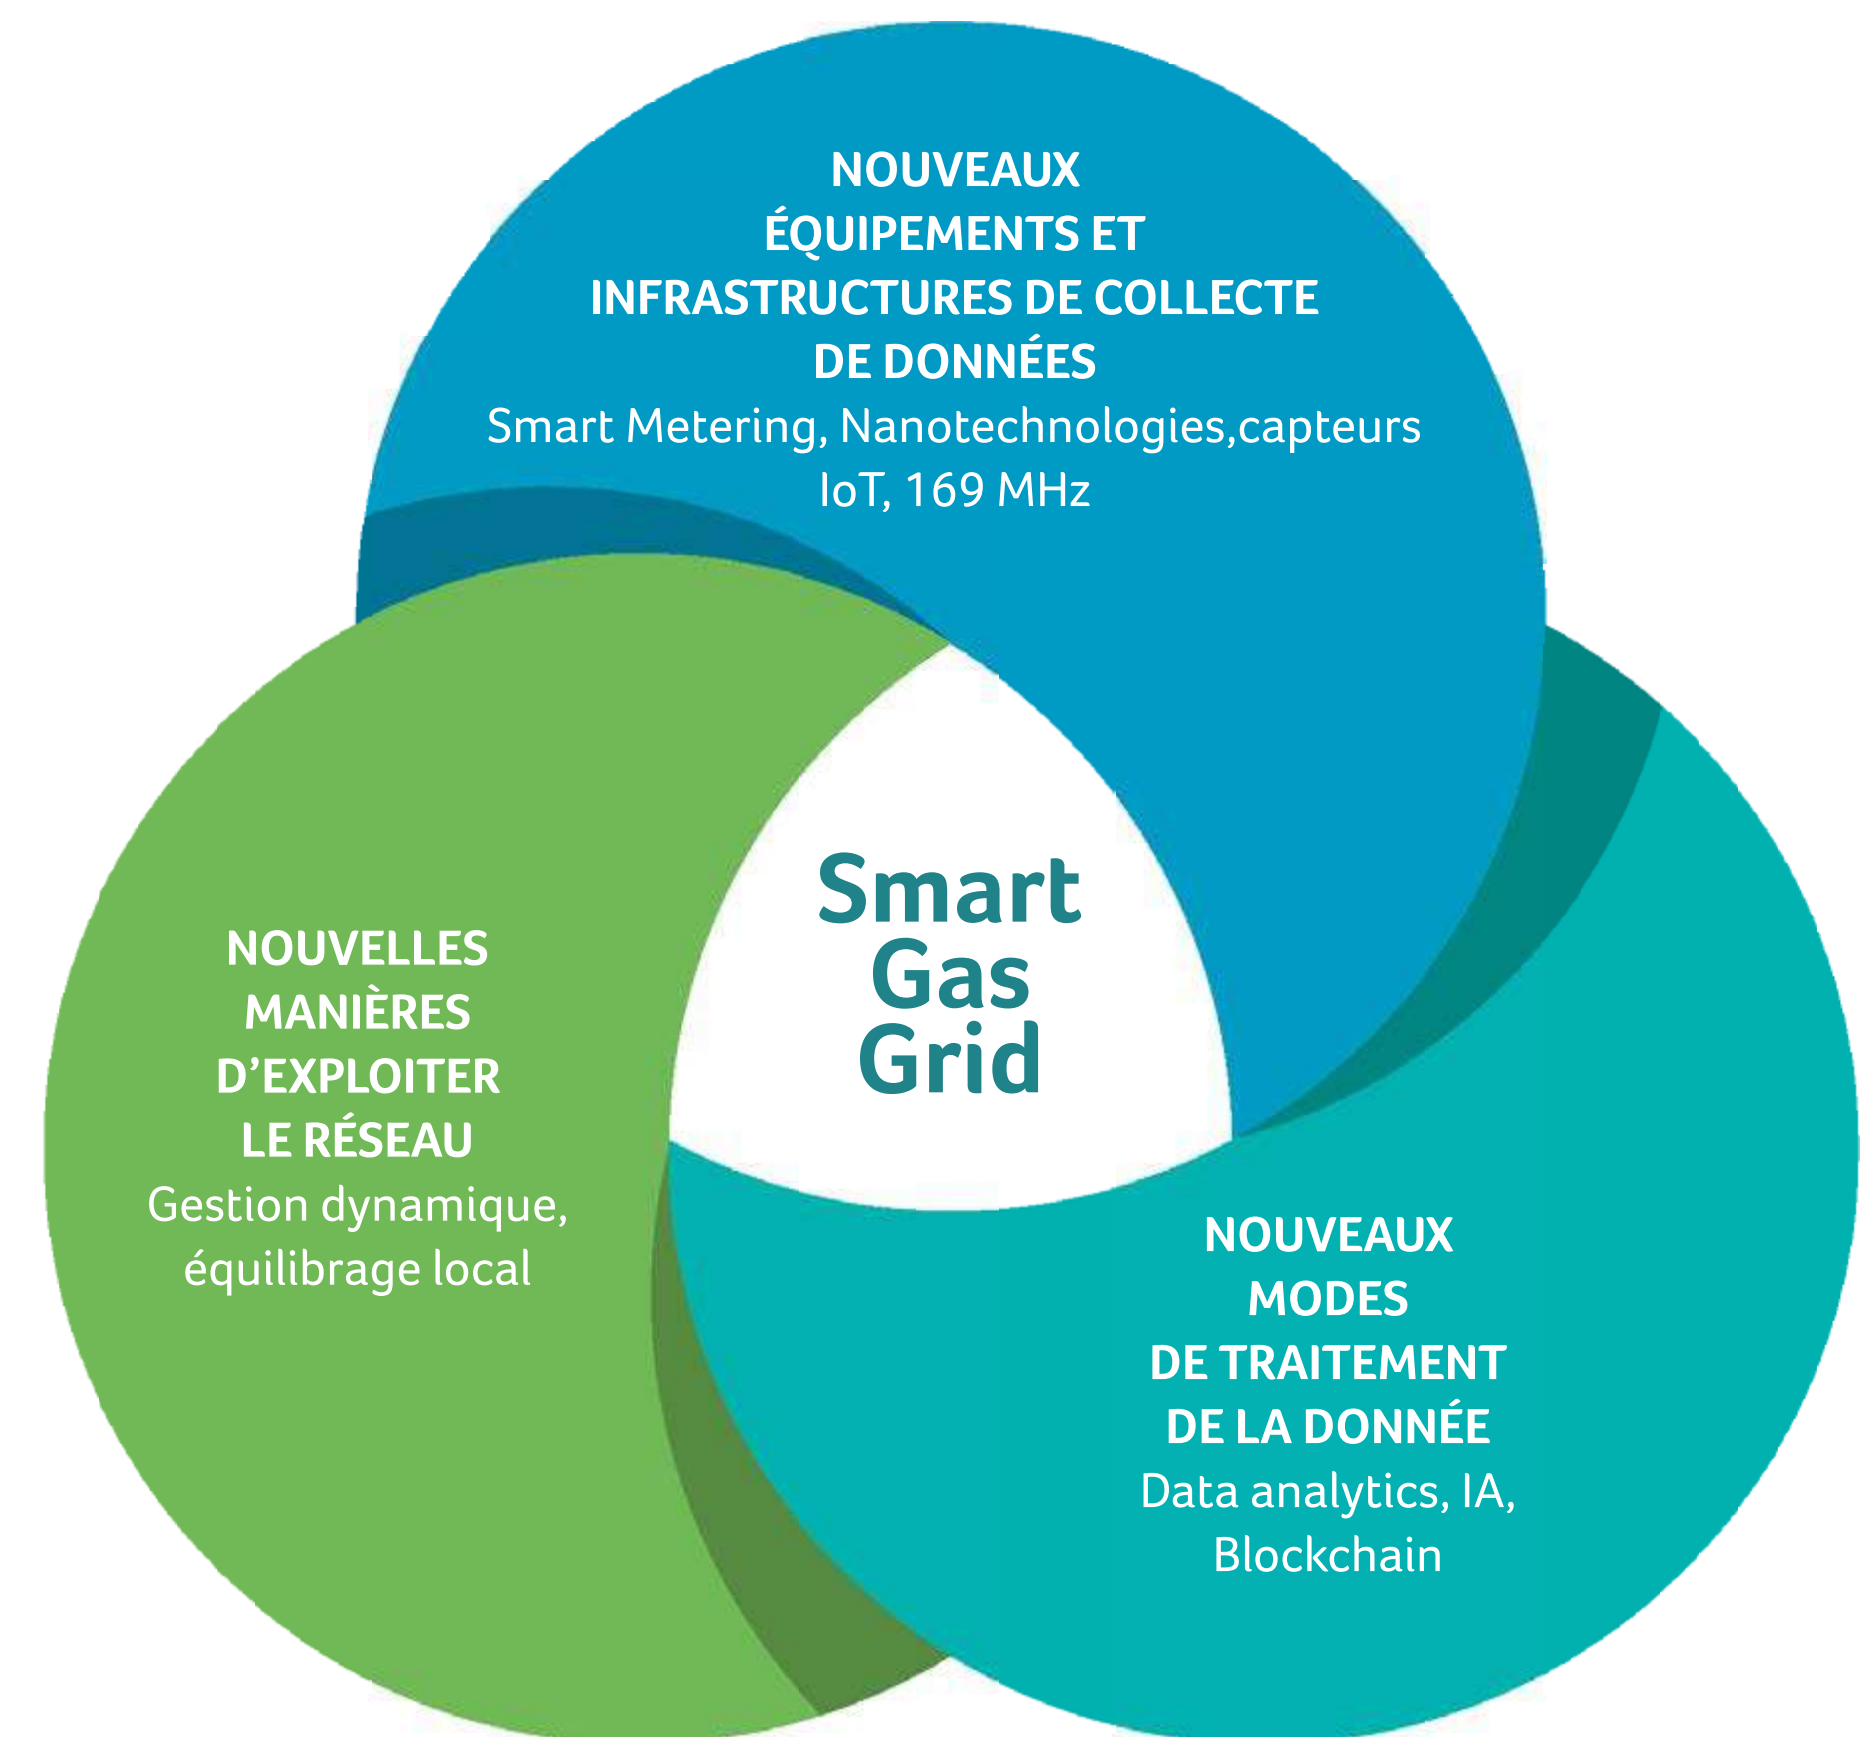 NOUVEAUX
ÉQUIPEMENTS ET
INFRASTRUCTURES DE COLLECTE
DE DONNÉES
Smart Metering, Nanotechnologies,capteurs
IoT, 169 MHz
Smart
Gas
Grid
NOUVELLES
MANIÈRES
D’EXPLOITER
LE RÉSEAU
Gestion dynamique,
équilibrage local
NOUVEAUX
MODES
DE TRAITEMENT
DE LA DONNÉE
Data analytics, IA,
Blockchain